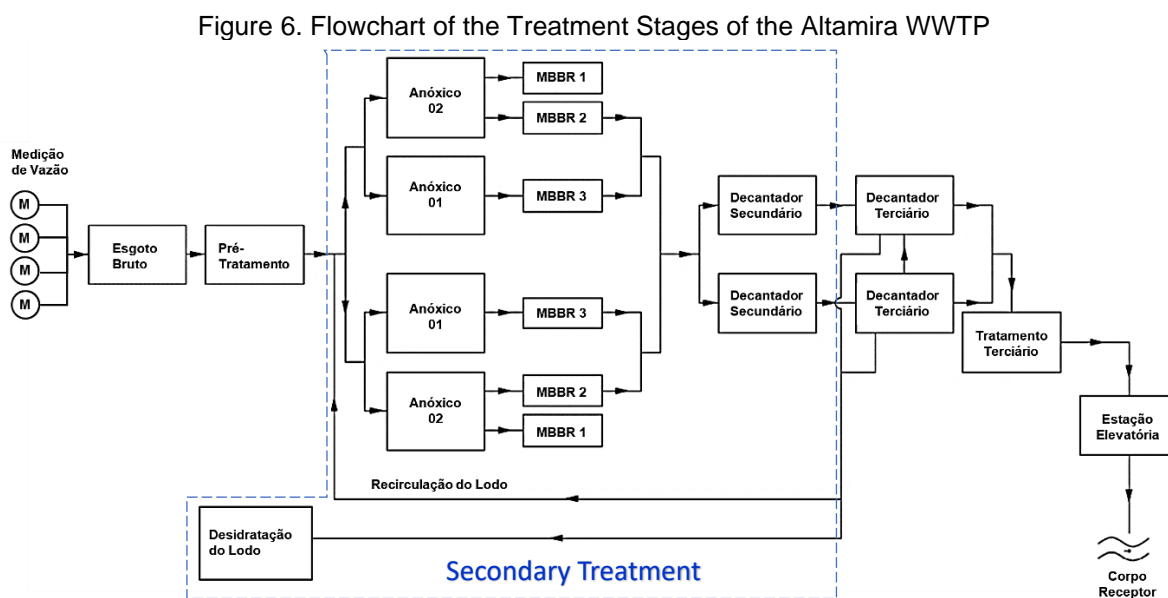 Figure 6. Flowchart of the Treatment Stages of the Altamira WWTP
Medição
de Vazão
M
M
M
M
Esgoto
Bruto
Pré-
Tratamento
Anóxico
02
MBBR 1
MBBR 2
Anóxico
01
MBBR 3
Anóxico
01
MBBR 3
Anóxico
02
MBBR 2
MBBR 1
Decantador
Secundário
Decantador
Secundário
Decantador
Terciário
Decantador
Terciário
Tratamento
Terciário
Estação
Elevatória
Corpo
Receptor
Recirculação do Lodo
Desidratação
do Lodo
Secondary Treatment